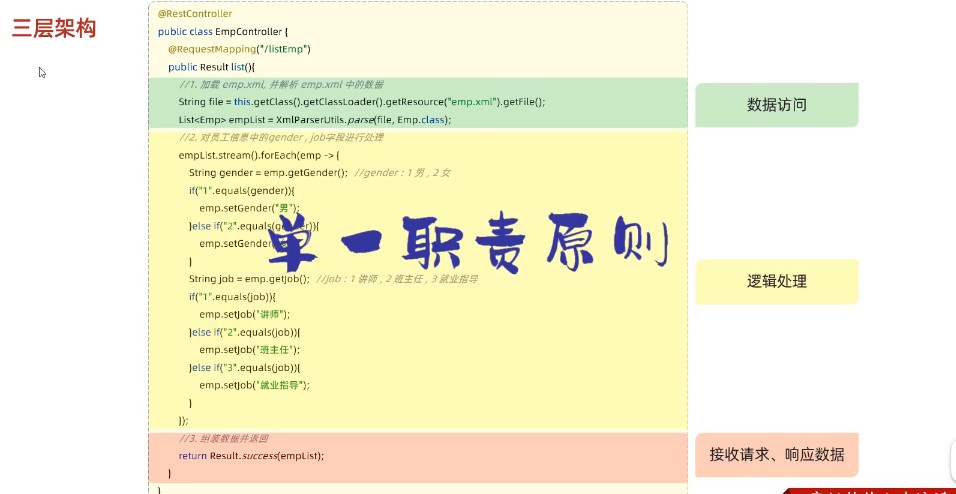 三层架构
@RestController
public class EmpController {
@RequestMapping("/listEmp")
public Result list(){
//1. 加载 emp.xml, 并解析 emp.xml 中的数据
String file = this.getClass().getClassLoader().getResource("emp.xml").getFile();
List<Emp> empList = XmlParserUtils.parse(file, Emp.class);
数据访问
//2. 对员工信息中的gender , job字段进行处理
empList.stream().forEach(emp -> {
String gender = emp.getGender(); //gender : 1 男 , 2 女
if("1".equals(gender)){
emp.setGender("男");
}else if("2".equals(gender)){
emp.setGender
}
单一职责原则
String job = emp.getJob(); //job : 1 讲师 , 2 班主任 , 3 就业指导
if("1".equals(job)){
emp.setJob("讲师");
}else if("2".equals(job)){
emp.setJob("班主任");
}else if("3".equals(job)){
emp.setJob("就业指导");
}
});
逻辑处理
//3. 组装数据并返回
return Result.success(empList);
}
接收请求、响应数据
}